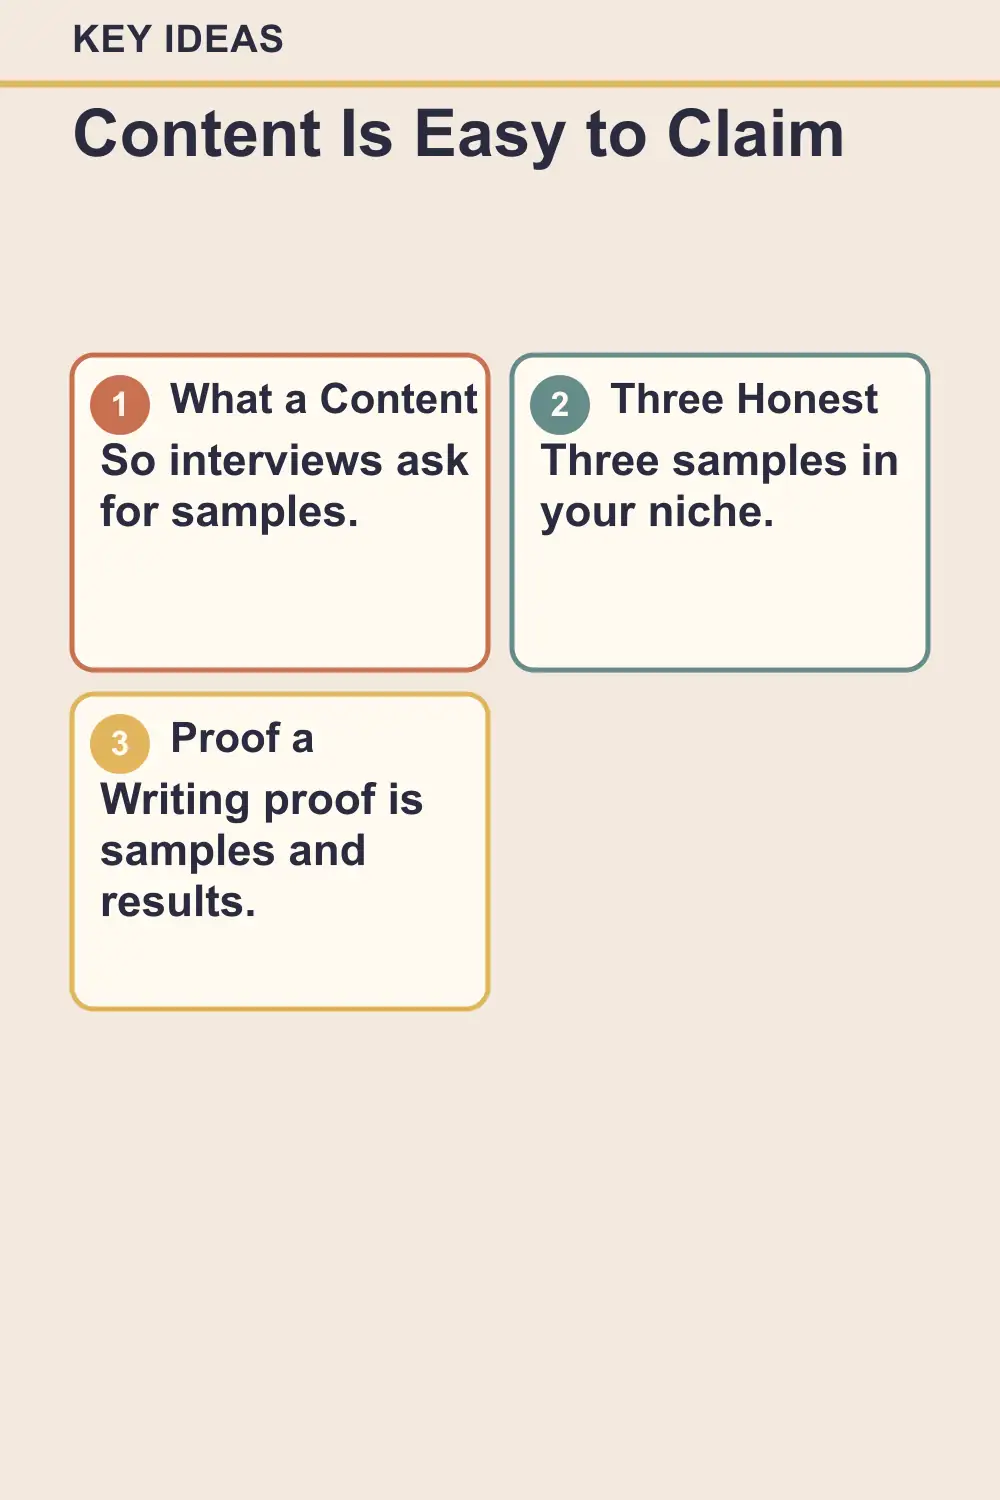 KEY IDEAS
Content Is Easy to Claim
1 What a Content
So interviews ask
for samples.
2 Three Honest
Three samples in
your niche.
3 Proof a
Writing proof is
samples and
results.